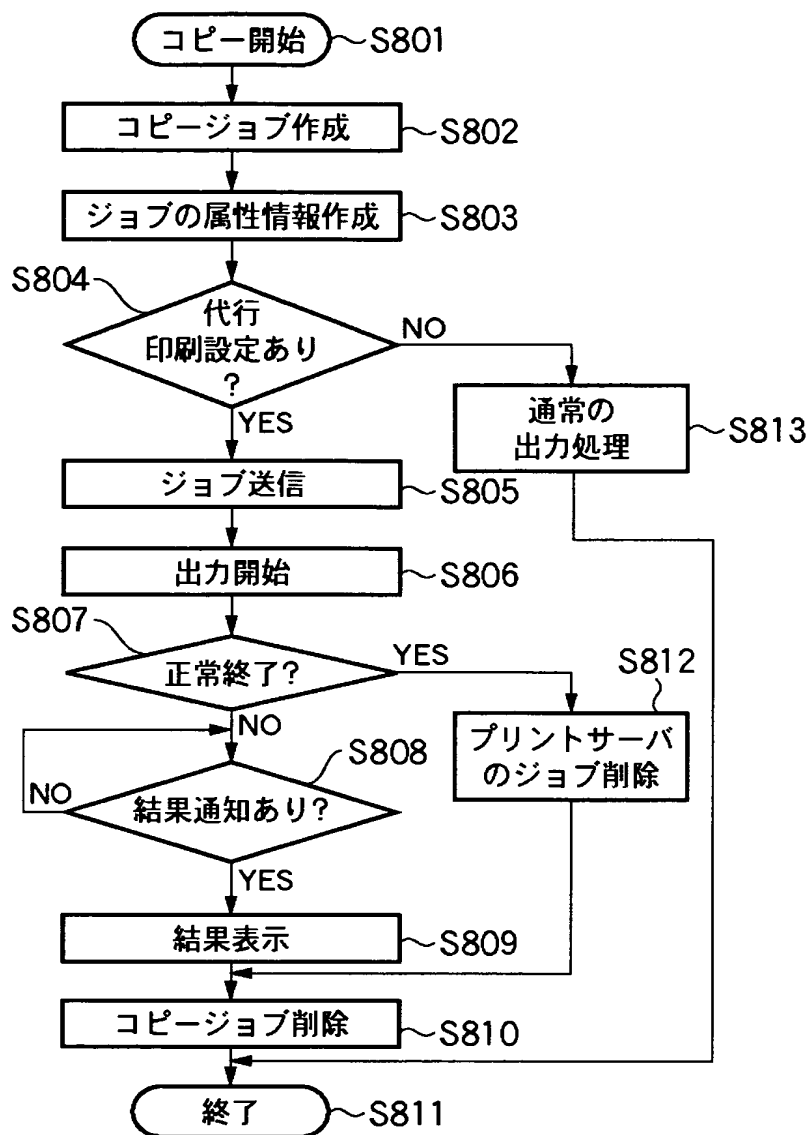 コピー開始
S801
コピージョブ作成
S802
ジョブの属性情報作成
S803
S804
代行
印刷設定あり
?
NO
YES
通常の
出力処理
S813
ジョブ送信
S805
出力開始
S806
S807
正常終了?
YES
NO
S812
プリントサーバ
のジョブ削除
S808
結果通知あり?
NO
YES
結果表示
S809
コピージョブ削除
S810
終了
S811